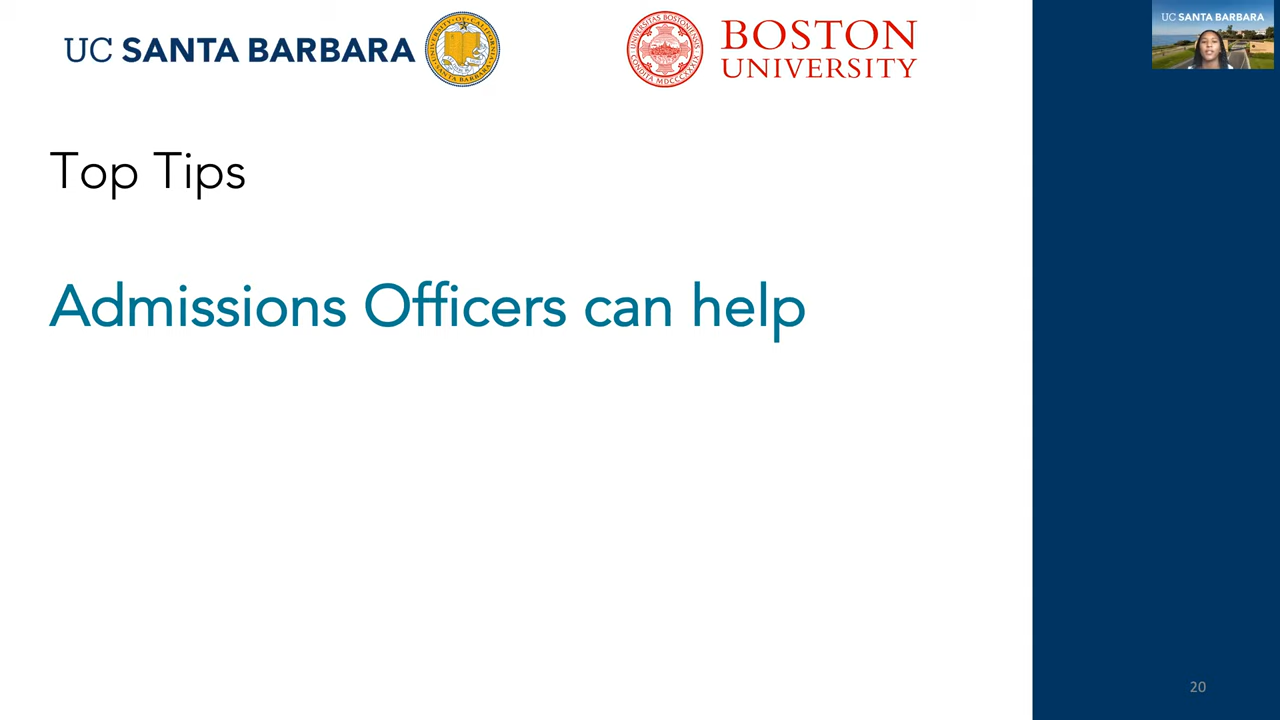 UC SANTA BARBARA
BOSTON
UNIVERSITY
UC SANTA BARBARA
Top Tips
Admissions Officers can help
20